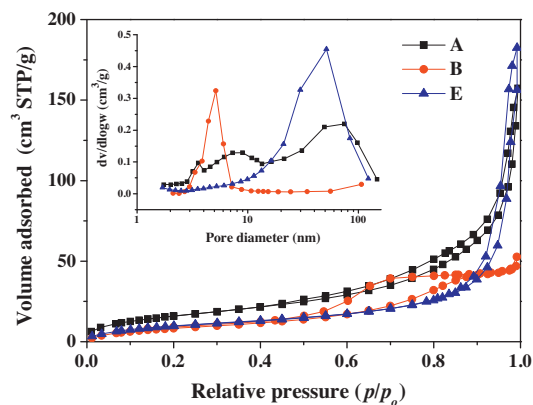 200
150
100
50
0
0.0 0.2 0.4 0.6 0.8 1.0
Volume adsorbed (cm³ STP/g)
Relative pressure (p/pₒ)
A
B
E
0.5
0.4
0.3
0.2
0.1
0.0
1 10 100
dv/dlogw (cm³/g)
Pore diameter (nm)